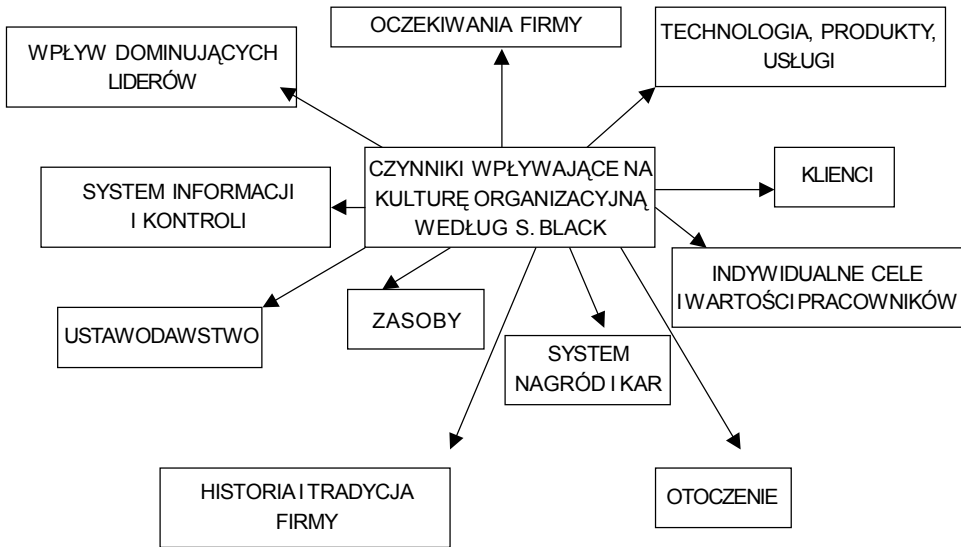 OCZEKIWANIA FIRMY
TECHNOLOGIA, PRODUKTY,
USŁUGI
WPŁYW DOMINUJĄCYCH
LIDERÓW
CZYNNIKI WPŁYWAJĄCE NA
KULTURĘ ORGANIZACYJNĄ
WEDŁUG S. BLACK
KLIENCI
SYSTEM INFORMACJI
I KONTROLI
INDYWIDUALNE CELE
I WARTOŚCI PRACOWNIKÓW
ZASOBY
USTAWODAWSTWO
SYSTEM
NAGRÓD I KAR
HISTORIA I TRADYCJA
FIRMY
OTOCZENIE